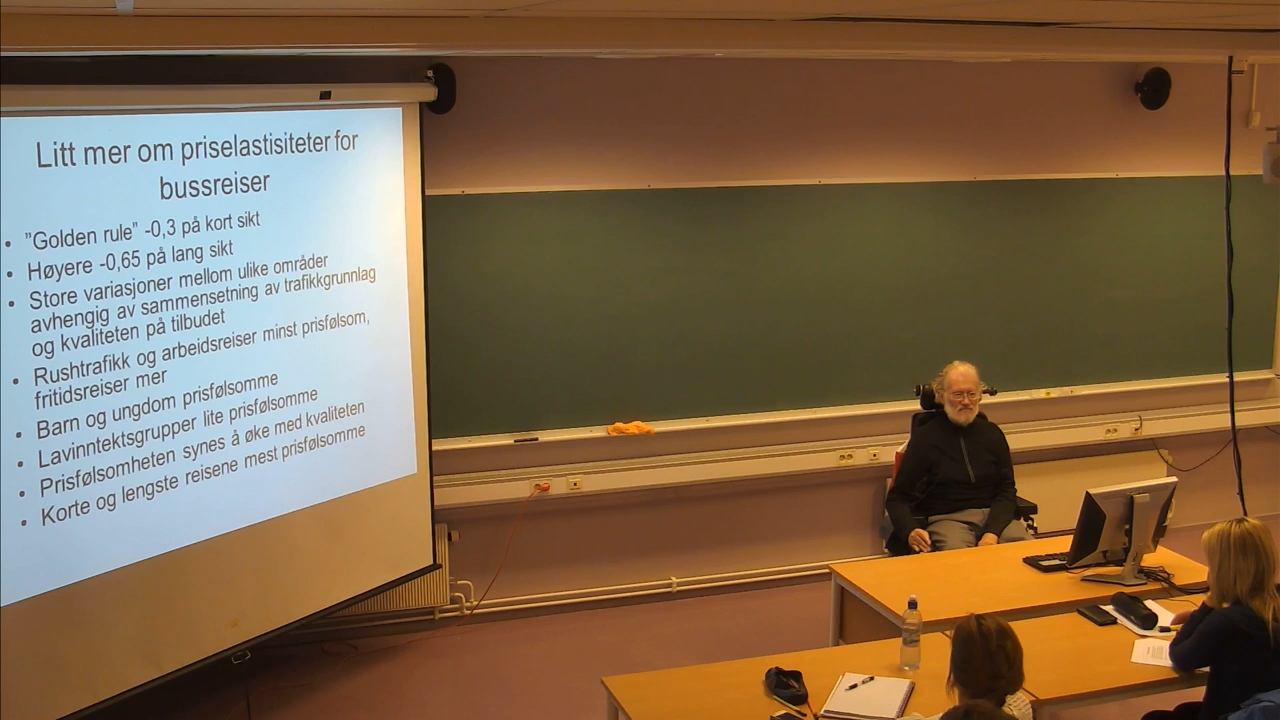 Litt mer om priselastisiteter for
bussreiser
• "Golden rule" -0,3 på kort sikt
• Høyere -0,65 på lang sikt
• Store variasjoner mellom ulike områder
avhengig av sammensetning av trafikkgrunnlag
og kvaliteten på tilbudet
• Rushtrafikk og arbeidsreiser minst prisfølsom,
fritidsreiser mer
• Barn og ungdom prisfølsomme
• Lavinntektsgrupper lite prisfølsomme
• Prisfølsomheten synes å øke med kvaliteten
• Korte og lengste reisene mest prisfølsomme